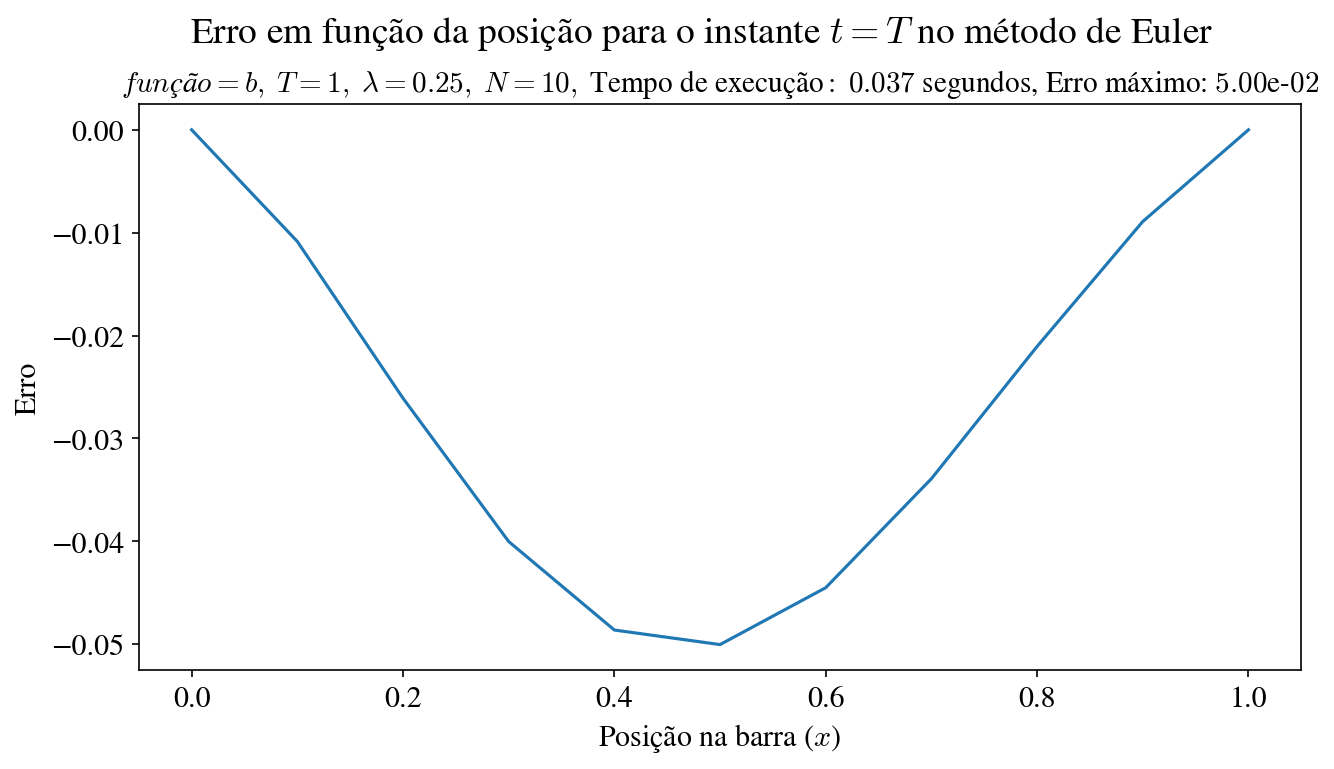 Erro em função da posição para o instante t = T no método de Euler
função = b, T = 1, λ = 0.25, N = 10, Tempo de execução : 0.037 segundos, Erro máximo: 5.00e-02
0.00
−0.01
−0.02
−0.03
−0.04
−0.05
Erro
0.0 0.2 0.4 0.6 0.8 1.0
Posição na barra (x)